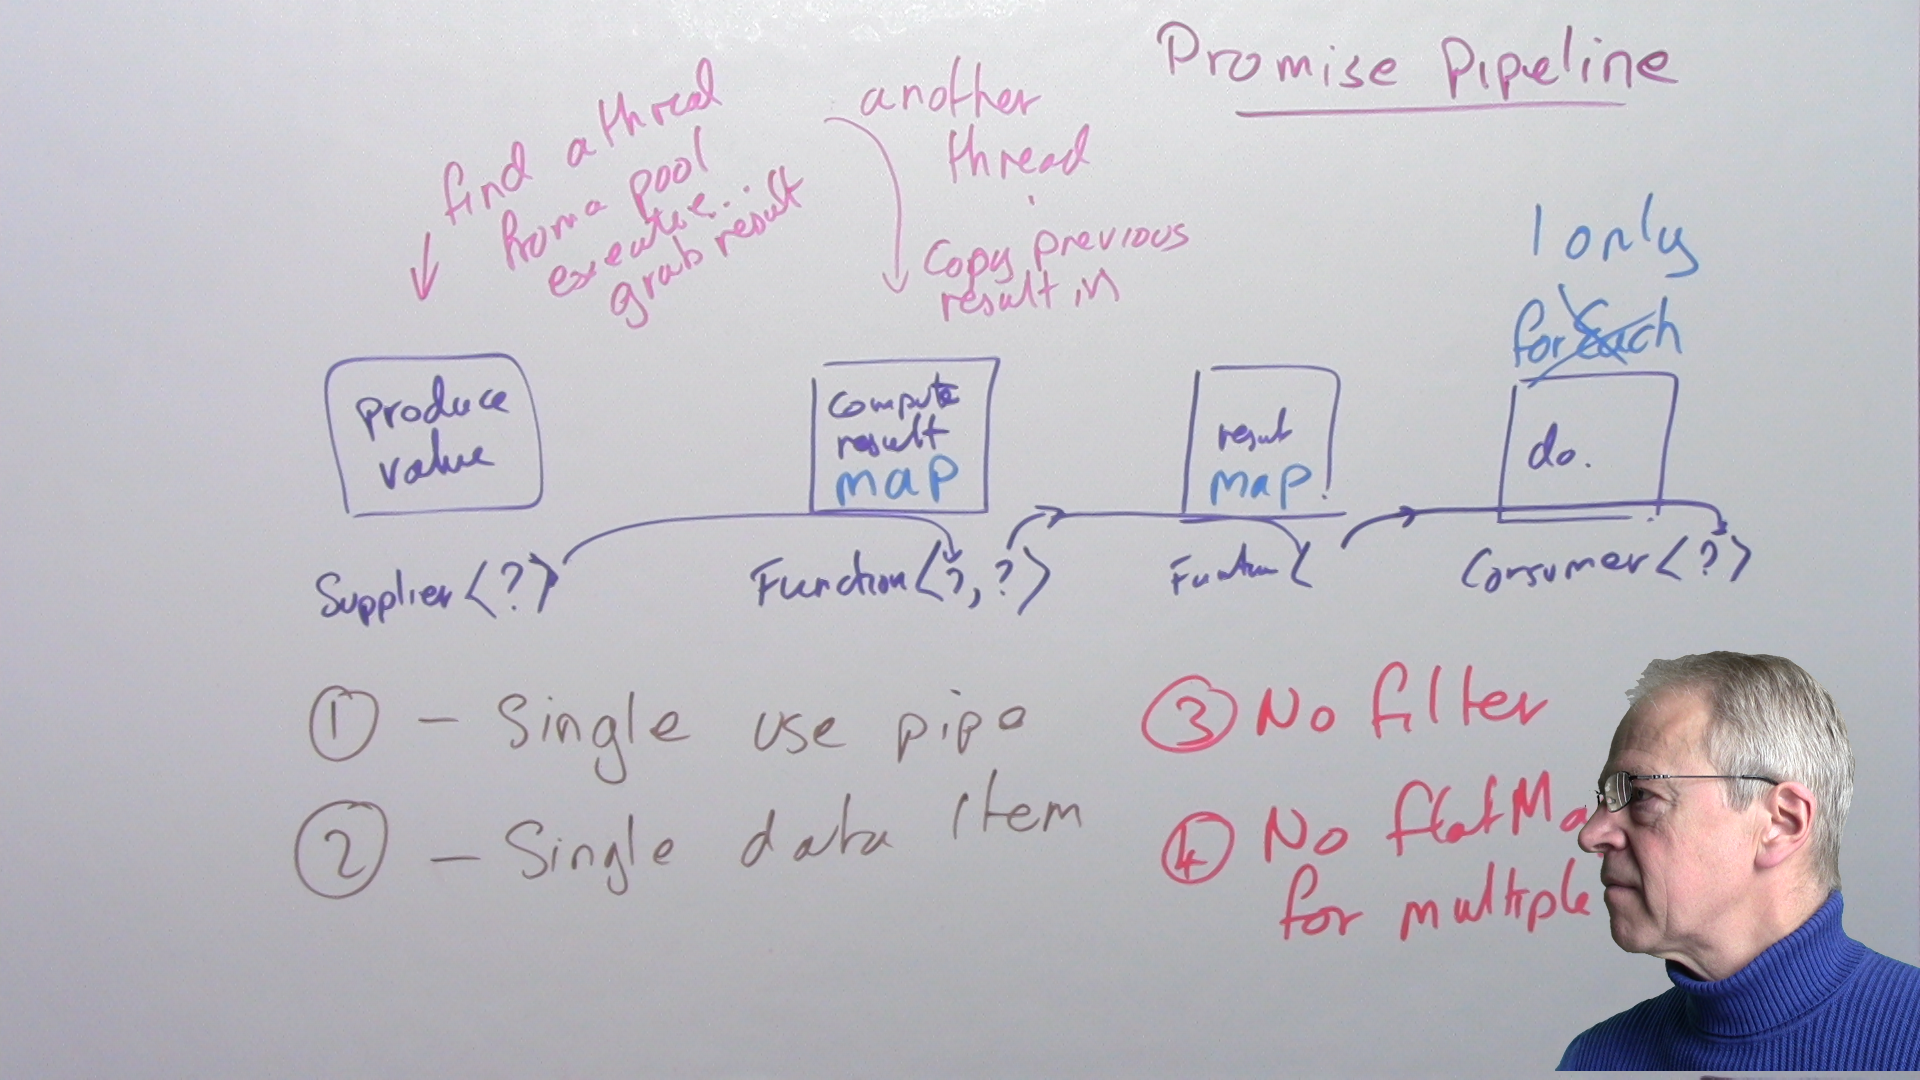 Promise Pipeline
find a thread
from a pool
execute..
grab result
another
thread
copy previous
result in
1 only
for each
produce
value
compute
result
map
result
map
do.
Supplier<?>
Function<?,?>
Function<
Consumer<?>
1 - Single use pipe
2 - Single data item
3 No filter
4 No flatMa
for multiple